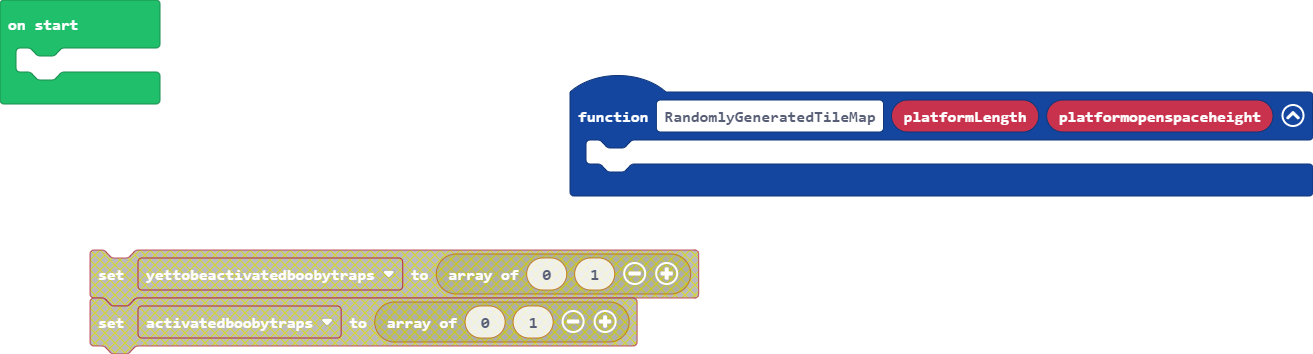 on start
function RandomlyGeneratedTileMap platformLength platformopenspaceheight
set yettobeactivatedboobytraps to array of 0 1
set activatedboobytraps to array of 0 1